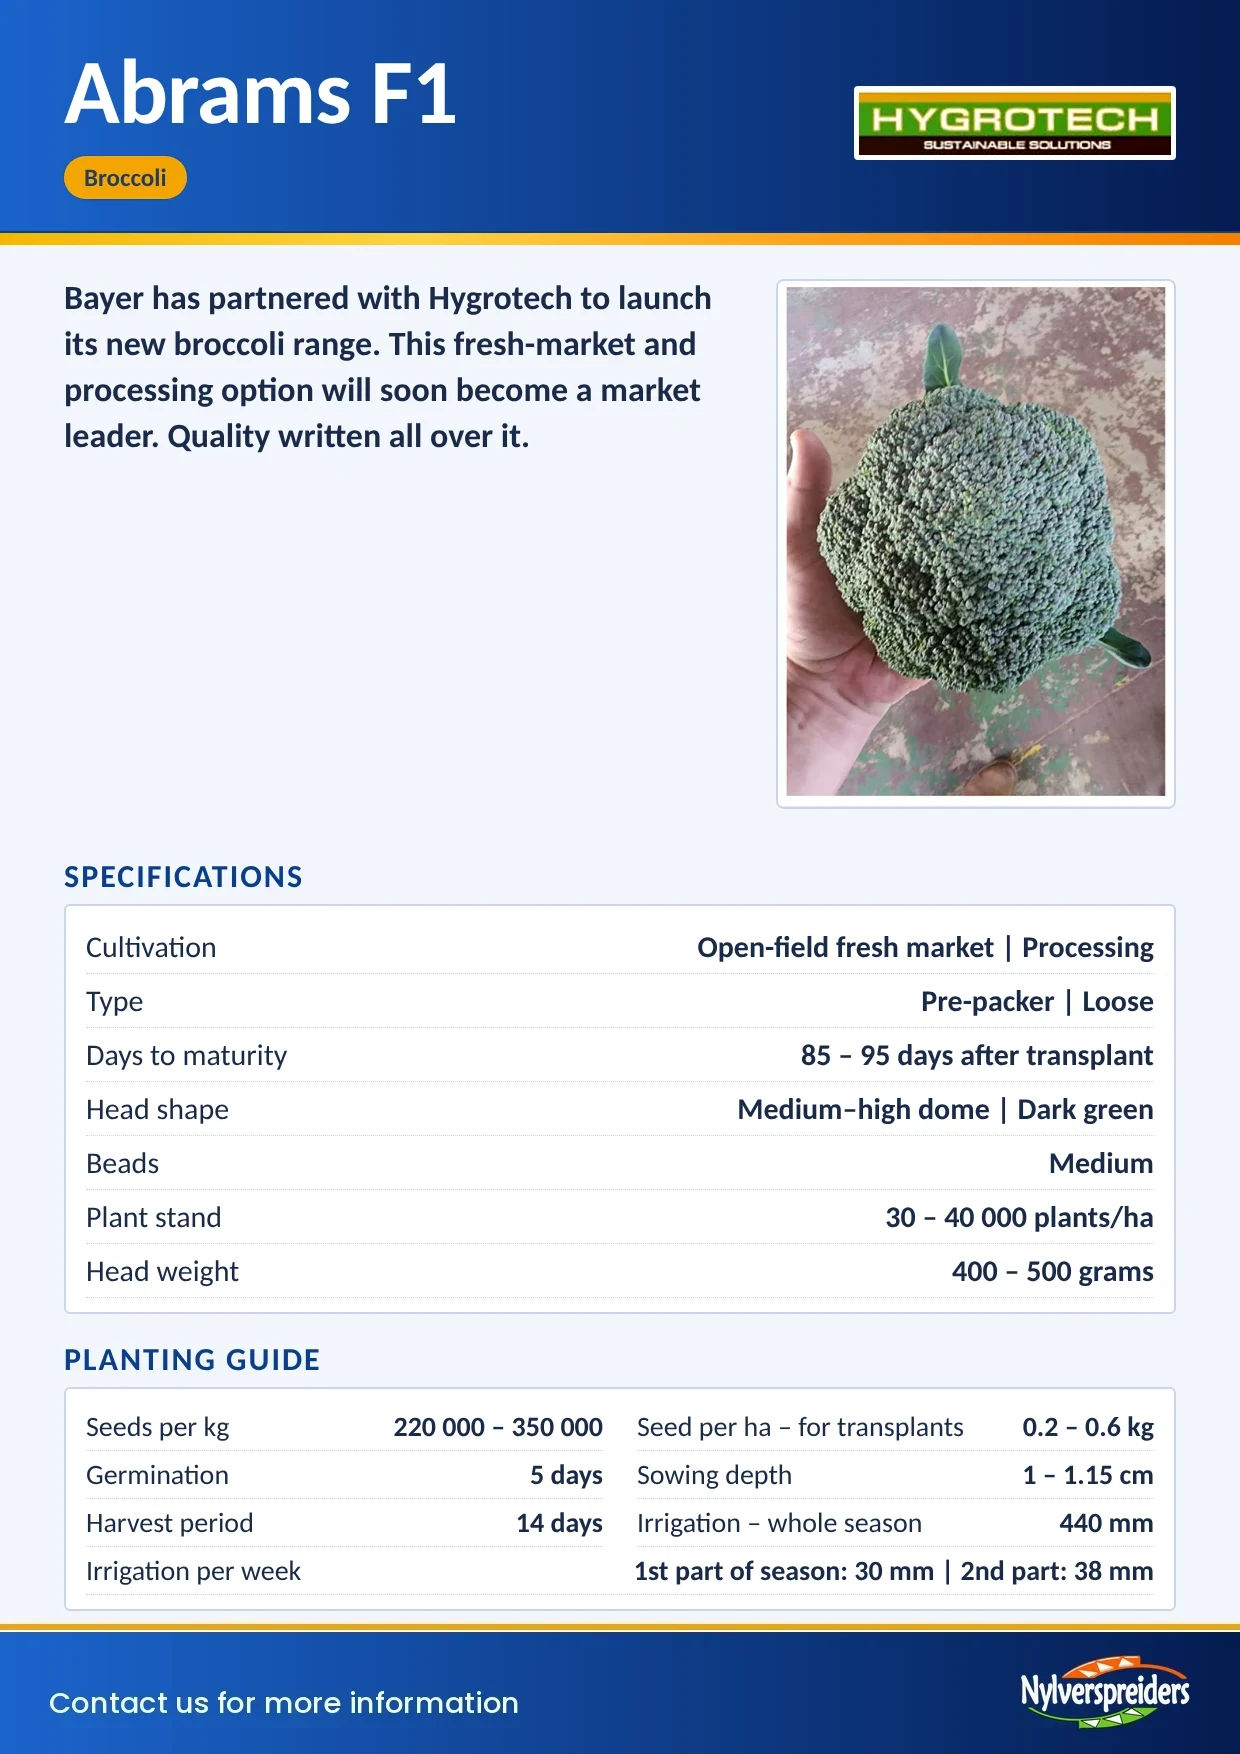 Abrams F1
HYGROTECH
SUSTAINABLE SOLUTIONS
Broccoli
Bayer has partnered with Hygrotech to launch
its new broccoli range. This fresh-market and
processing option will soon become a market
leader. Quality written all over it.
SPECIFICATIONS
Cultivation Open-field fresh market | Processing
Type Pre-packer | Loose
Days to maturity 85 – 95 days after transplant
Head shape Medium–high dome | Dark green
Beads Medium
Plant stand 30 – 40 000 plants/ha
Head weight 400 – 500 grams
PLANTING GUIDE
Seeds per kg 220 000 – 350 000 Seed per ha – for transplants 0.2 – 0.6 kg
Germination 5 days Sowing depth 1 – 1.15 cm
Harvest period 14 days Irrigation – whole season 440 mm
Irrigation per week 1st part of season: 30 mm | 2nd part: 38 mm
Contact us for more information
Nylverspreiders